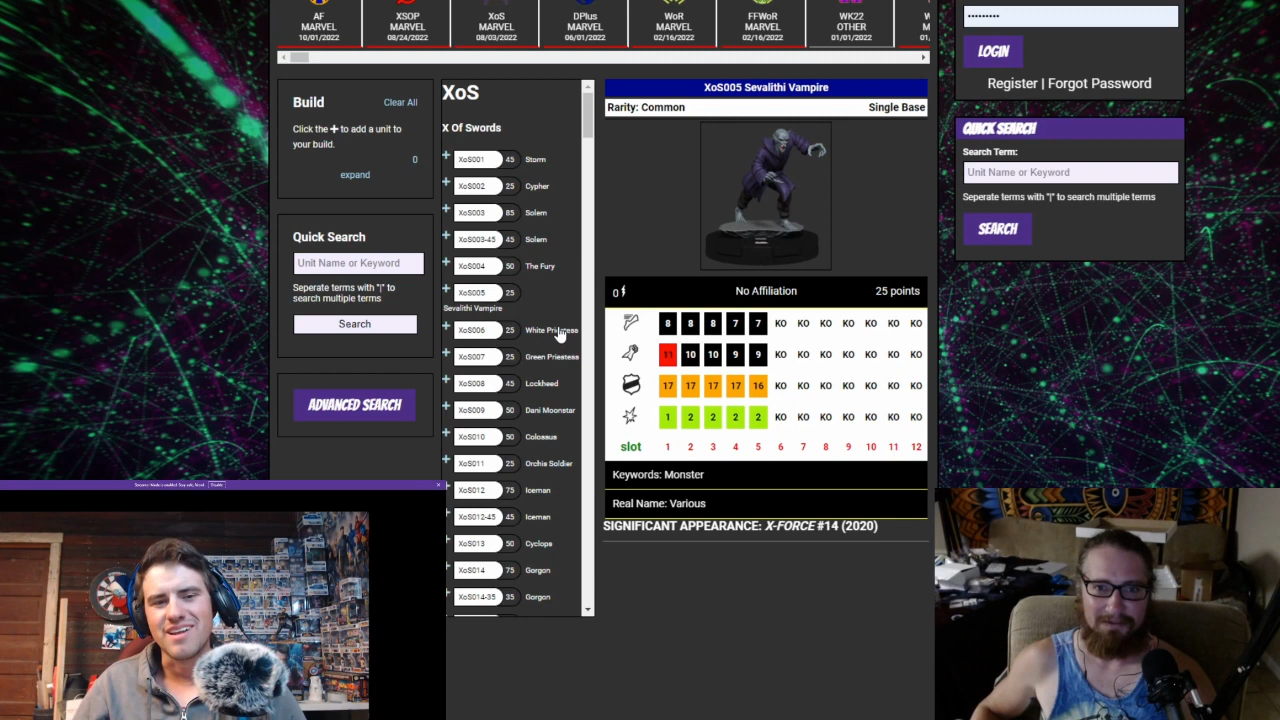 AF
MARVEL
10/01/2022
XSOP
MARVEL
08/24/2022
XoS
MARVEL
08/03/2022
DPlus
MARVEL
06/01/2022
WoR
MARVEL
02/16/2022
FFWoR
MARVEL
02/16/2022
WK22
OTHER
01/01/2022
LOGIN
Register | Forgot Password
QUICK SEARCH
Search Term:
Unit Name or Keyword
Seperate terms with "|" to search multiple terms
SEARCH
Build
Clear All
Click the + to add a unit to
your build.
0
expand
Quick Search
Unit Name or Keyword
Seperate terms with "|" to
search multiple terms
Search
ADVANCED SEARCH
XoS
X Of Swords
+ XoS001 45 Storm
+ XoS002 25 Cypher
+ XoS003 85 Solem
+ XoS003-45 45 Solem
+ XoS004 50 The Fury
+ XoS005 25
Sevalithi Vampire
+ XoS006 25 White Priestess
+ XoS007 25 Green Priestess
+ XoS008 45 Lockheed
+ XoS009 50 Dani Moonstar
+ XoS010 50 Colossus
+ XoS011 25 Orchis Soldier
+ XoS012 75 Iceman
+ XoS012-45 45 Iceman
+ XoS013 50 Cyclops
+ XoS014 75 Gorgon
+ XoS014-35 35 Gorgon
XoS005 Sevalithi Vampire
Rarity: Common Single Base
0 No Affiliation 25 points
8 8 8 7 7 KO KO KO KO KO KO KO
11 10 10 9 9 KO KO KO KO KO KO KO
17 17 17 17 16 KO KO KO KO KO KO KO
1 2 2 2 2 KO KO KO KO KO KO KO
slot 1 2 3 4 5 6 7 8 9 10 11 12
Keywords: Monster
Real Name: Various
SIGNIFICANT APPEARANCE: X-FORCE #14 (2020)